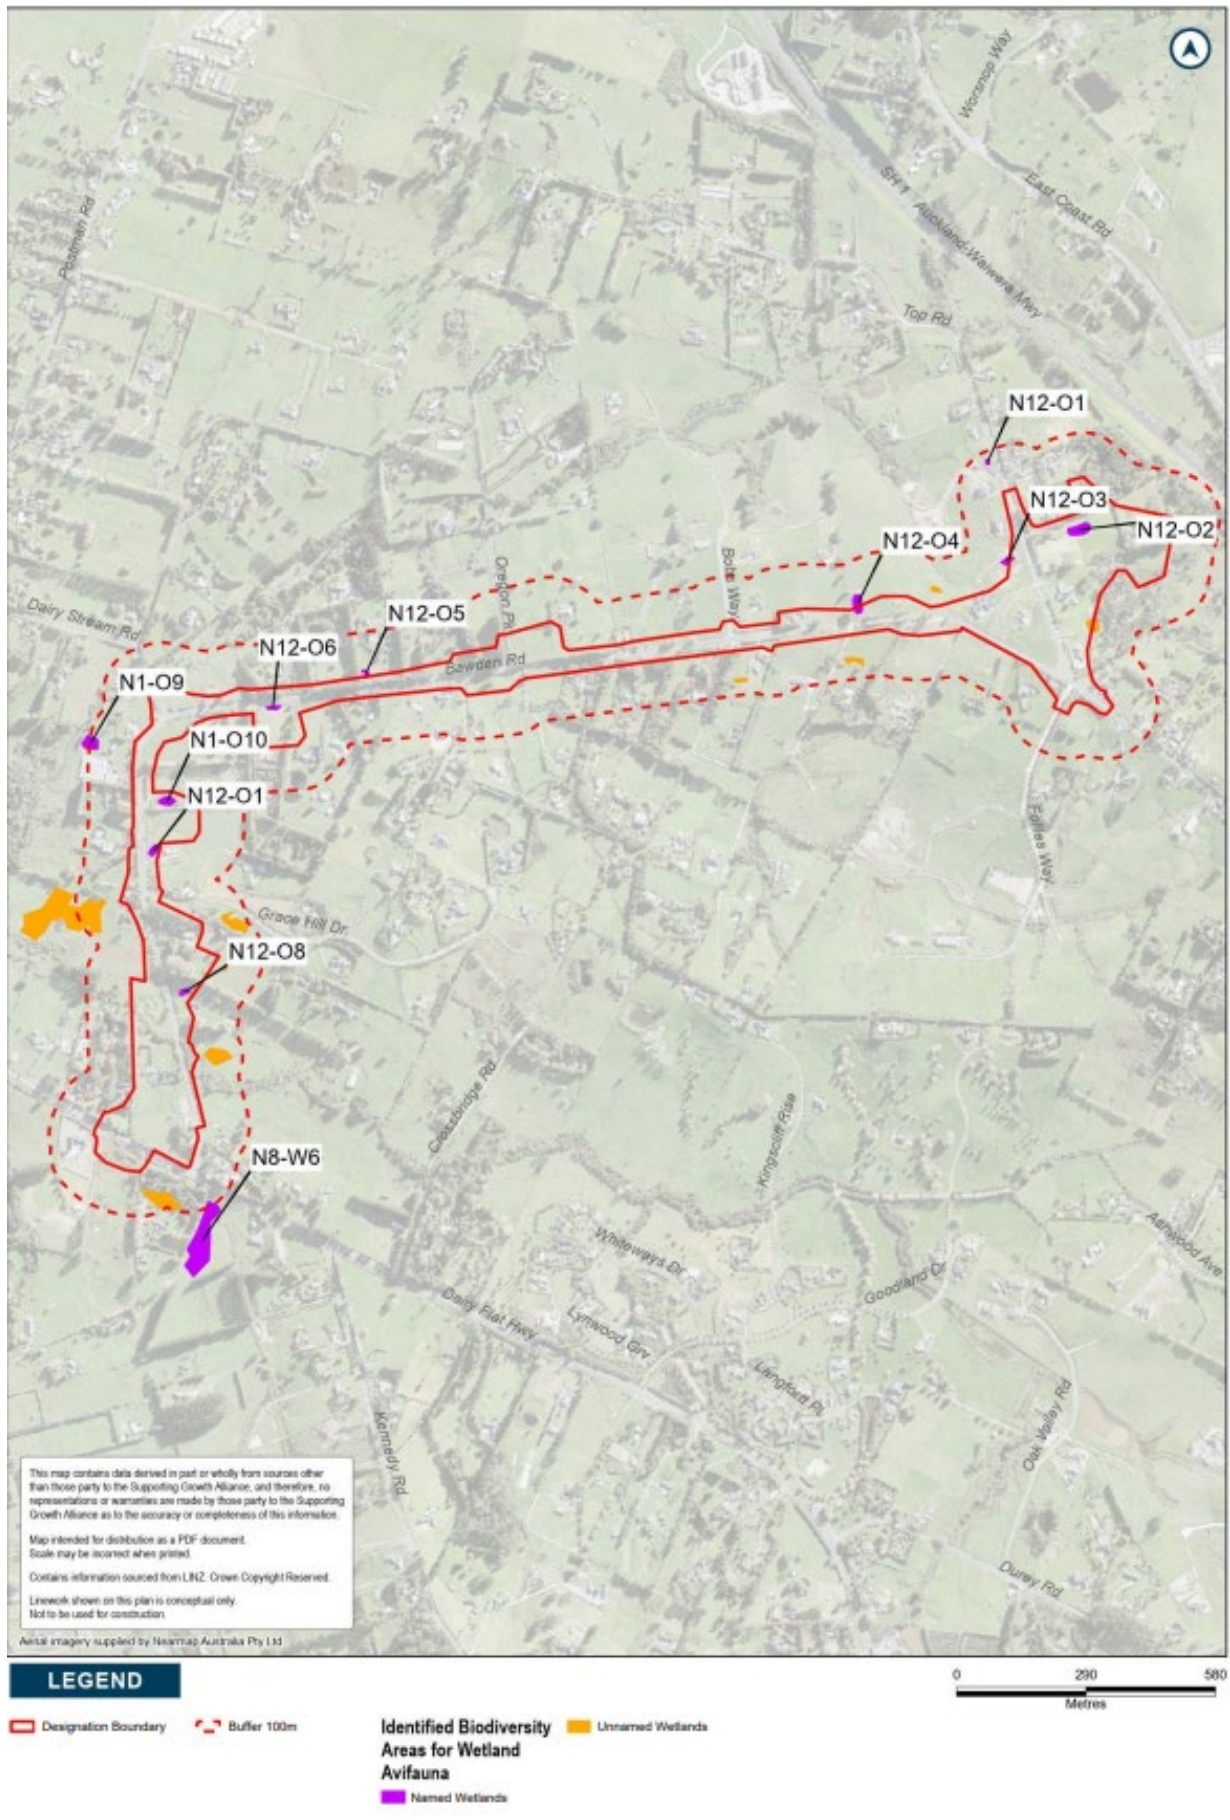 Worsnop Way
East Coast Rd
SH 1 Auckland-Waiwera Mwy
Postman Rd
Top Rd
N12-O1
N12-O3
N12-O2
N12-O4
Oregon Pl
Dairy Stream Rd
N12-O5
N12-O6
Bawden Rd
N1-O9
N1-O10
N12-O1
Grace Hill Dr
N12-O8
Crossbridge Rd
Kingscliff Rise
N8-W6
Whiteways Dr
Goodland Dr
Dairy Flat Hwy
Lynwood Grv
Langford Pl
Oak Valley Rd
Kennedy Rd
Durey Rd
This map contains data derived in part or wholly from sources other
than those party to the Supporting Growth Alliance, and therefore, no
representations or warranties are made by those party to the Supporting
Growth Alliance as to the accuracy or completeness of this information.
Map intended for distribution as a PDF document.
Scale may be incorrect when printed.
Contains information sourced from LINZ. Crown Copyright Reserved.
Linework shown on this plan is conceptual only.
Not to be used for construction.
Aerial imagery supplied by Nearmap Australia Pty Ltd
LEGEND
0 290 580
Metres
Designation Boundary
Buffer 100m
Identified Biodiversity
Areas for Wetland
Avifauna
Named Wetlands
Unnamed Wetlands